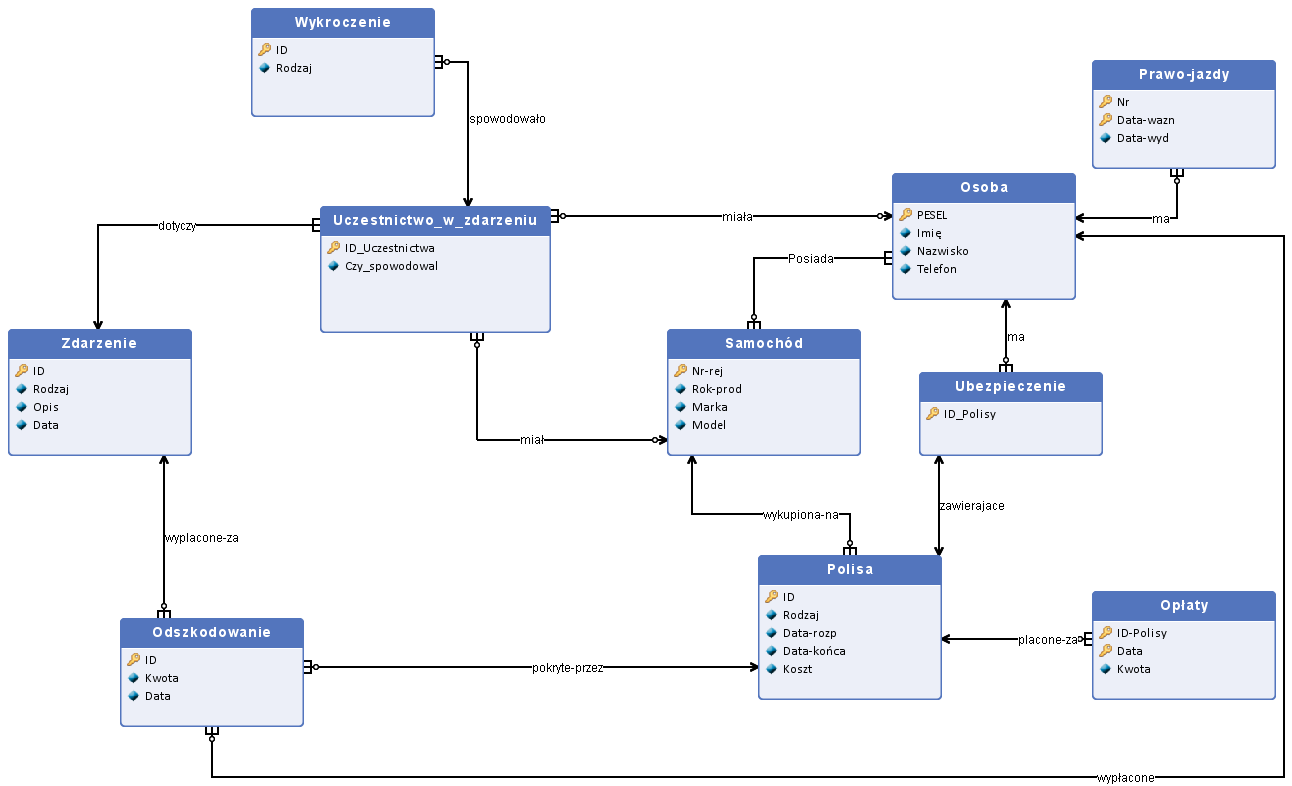 Wykroczenie
ID
Rodzaj
spowodowało
Prawo-jazdy
Nr
Data-wazn
Data-wyd
ma
Osoba
PESEL
Imię
Nazwisko
Telefon
miała
Uczestnictwo_w_zdarzeniu
ID_Uczestnictwa
Czy_spowodowal
dotyczy
Posiada
Zdarzenie
ID
Rodzaj
Opis
Data
Samochód
Nr-rej
Rok-prod
Marka
Model
ma
Ubezpieczenie
ID_Polisy
miał
zawierajace
wykupiona-na
wyplacone-za
Polisa
ID
Rodzaj
Data-rozp
Data-końca
Koszt
Opłaty
ID-Polisy
Data
Kwota
placone-za
Odszkodowanie
ID
Kwota
Data
pokryte-przez
wypłacone